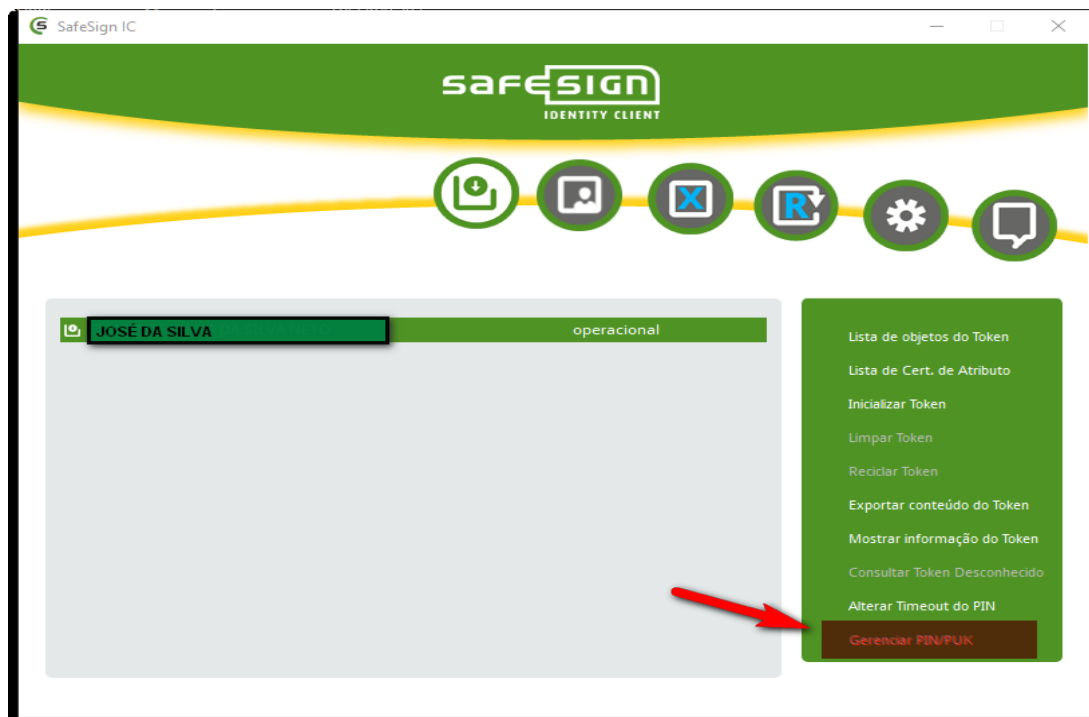 SafeSign IC
safesign
IDENTITY CLIENT
X
R
JOSÉ DA SILVA
operacional
Lista de objetos do Token
Lista de Cert. de Atributo
Inicializar Token
Limpar Token
Reciclar Token
Exportar conteúdo do Token
Mostrar informação do Token
Consultar Token Desconhecido
Alterar Timeout do PIN
Gerenciar PIN/PUK